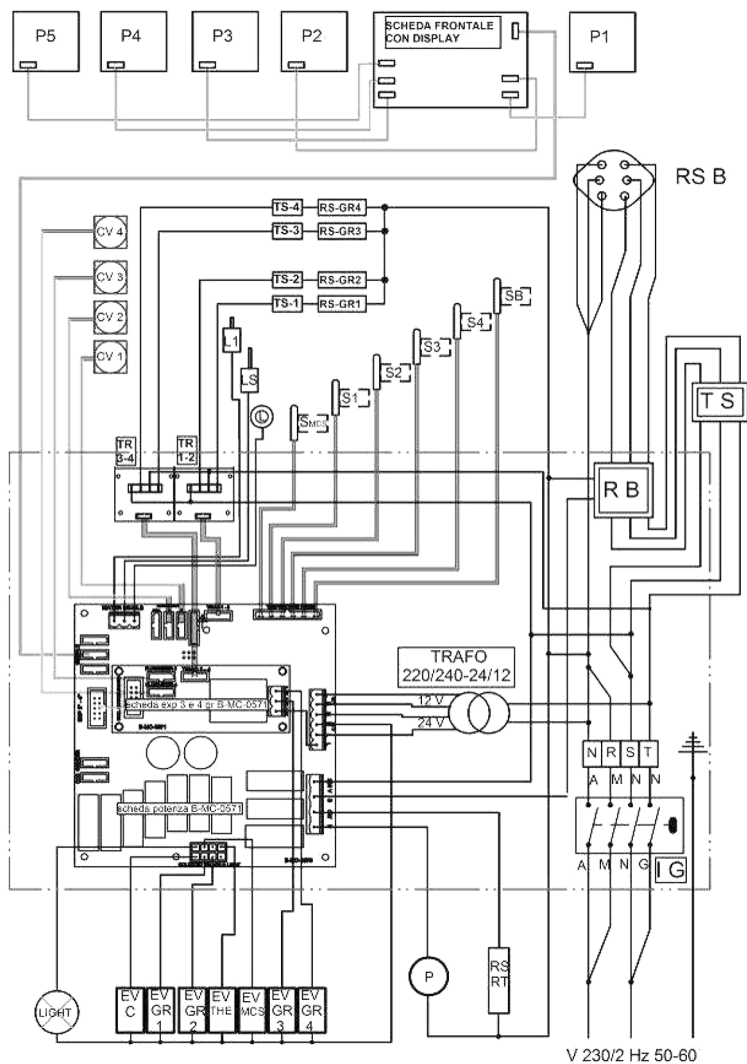 P5
P4
P3
P2
SCHEDA FRONTALE
CON DISPLAY
P1
RS B
CV 4
CV 3
CV 2
CV 1
TS-4
RS-GR4
TS-3
RS-GR3
TS-2
RS-GR2
TS-1
RS-GR1
L1
LS
L
SMCS
S1
S2
S3
S4
SB
T S
TR
3-4
TR
1-2
R B
TRAFO
220/240-24/12
12 V
24 V
scheda exp 3 e 4 gr B-MC-0571
scheda potenza B-MC-0571
N R S T
A M N N
A M N G
I G
LIGHT
EV
C
EV
GR
1
EV
GR
2
EV
THE
EV
MCS
EV
GR
3
EV
GR
4
P
RS
RT
V 230/2 Hz 50-60